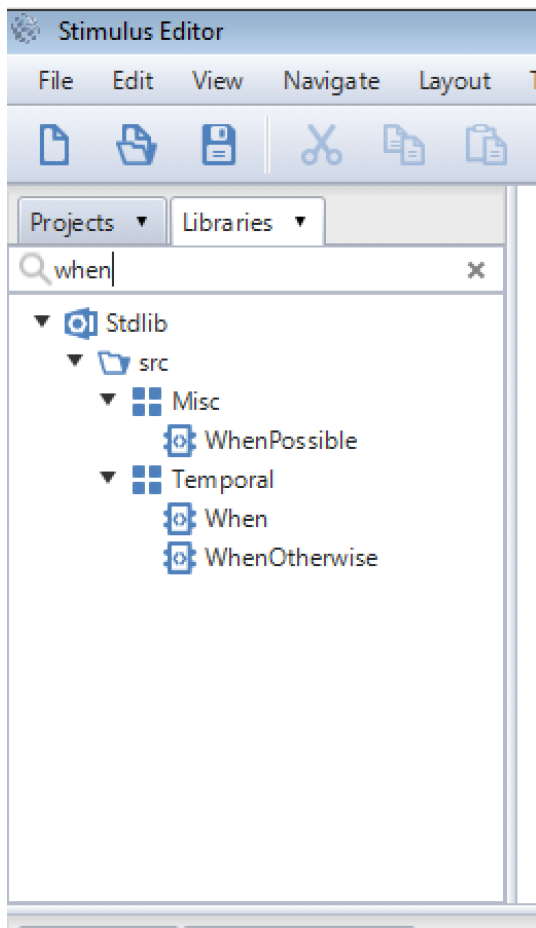 Stimulus Editor
File Edit View Navigate Layout
Projects Libraries
when
Stdlib
src
Misc
WhenPossible
Temporal
When
WhenOtherwise